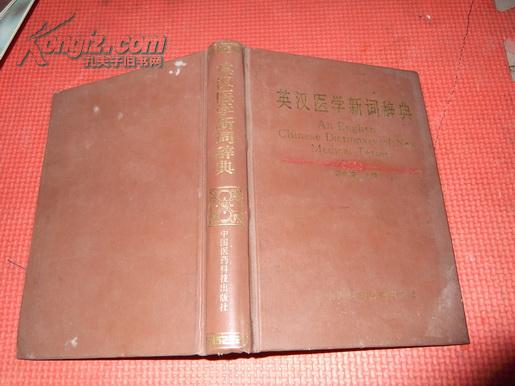 Kongfz.com
孔夫子旧书网
英汉医学新词辞典
中国医药科技出版社
英汉医学新词辞典
An English
Chinese Dictionary of New
Medical Terms